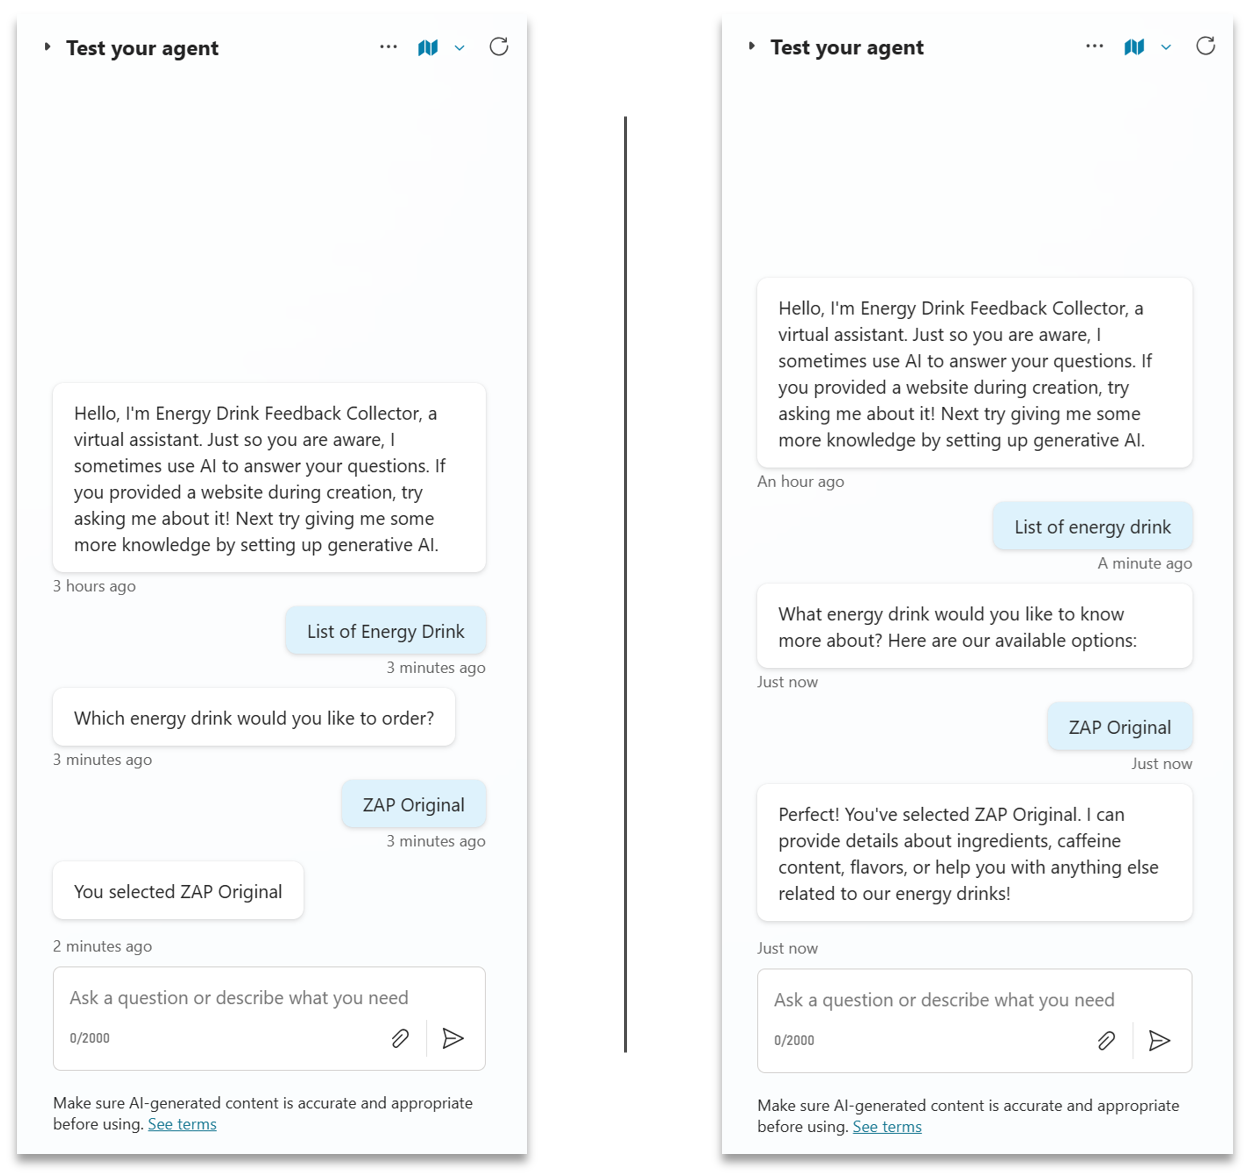 Test your agent
Hello, I'm Energy Drink Feedback Collector, a
virtual assistant. Just so you are aware, I
sometimes use AI to answer your questions. If
you provided a website during creation, try
asking me about it! Next try giving me some
more knowledge by setting up generative AI.
3 hours ago
List of Energy Drink
3 minutes ago
Which energy drink would you like to order?
3 minutes ago
ZAP Original
3 minutes ago
You selected ZAP Original
2 minutes ago
Ask a question or describe what you need
0/2000
Make sure AI-generated content is accurate and appropriate
before using. See terms
Test your agent
Hello, I'm Energy Drink Feedback Collector, a
virtual assistant. Just so you are aware, I
sometimes use AI to answer your questions. If
you provided a website during creation, try
asking me about it! Next try giving me some
more knowledge by setting up generative AI.
An hour ago
List of energy drink
A minute ago
What energy drink would you like to know
more about? Here are our available options:
Just now
ZAP Original
Just now
Perfect! You've selected ZAP Original. I can
provide details about ingredients, caffeine
content, flavors, or help you with anything else
related to our energy drinks!
Just now
Ask a question or describe what you need
0/2000
Make sure AI-generated content is accurate and appropriate
before using. See terms